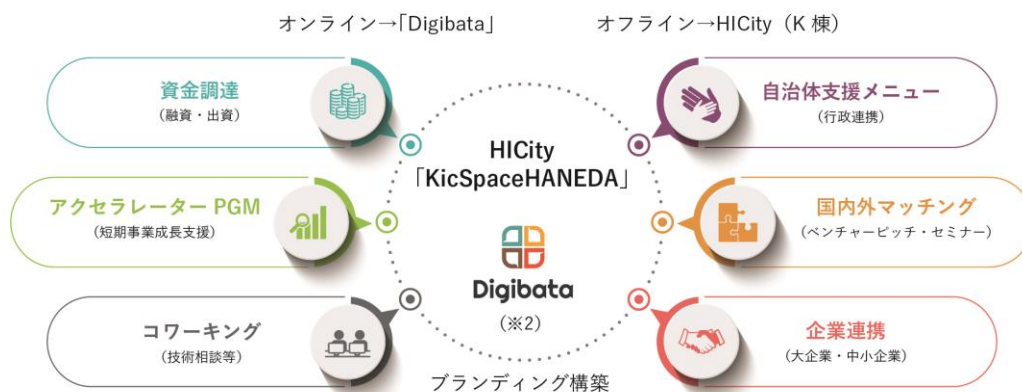 オンライン→「Digibata」
オフライン→HICity（K 棟）
資金調達
（融資・出資）
アクセラレーター PGM
（短期事業成長支援）
コワーキング
（技術相談等）
HICity
「KicSpaceHANEDA」
Digibata
（※2）
ブランディング構築
自治体支援メニュー
（行政連携）
国内外マッチング
（ベンチャーピッチ・セミナー）
企業連携
（大企業・中小企業）